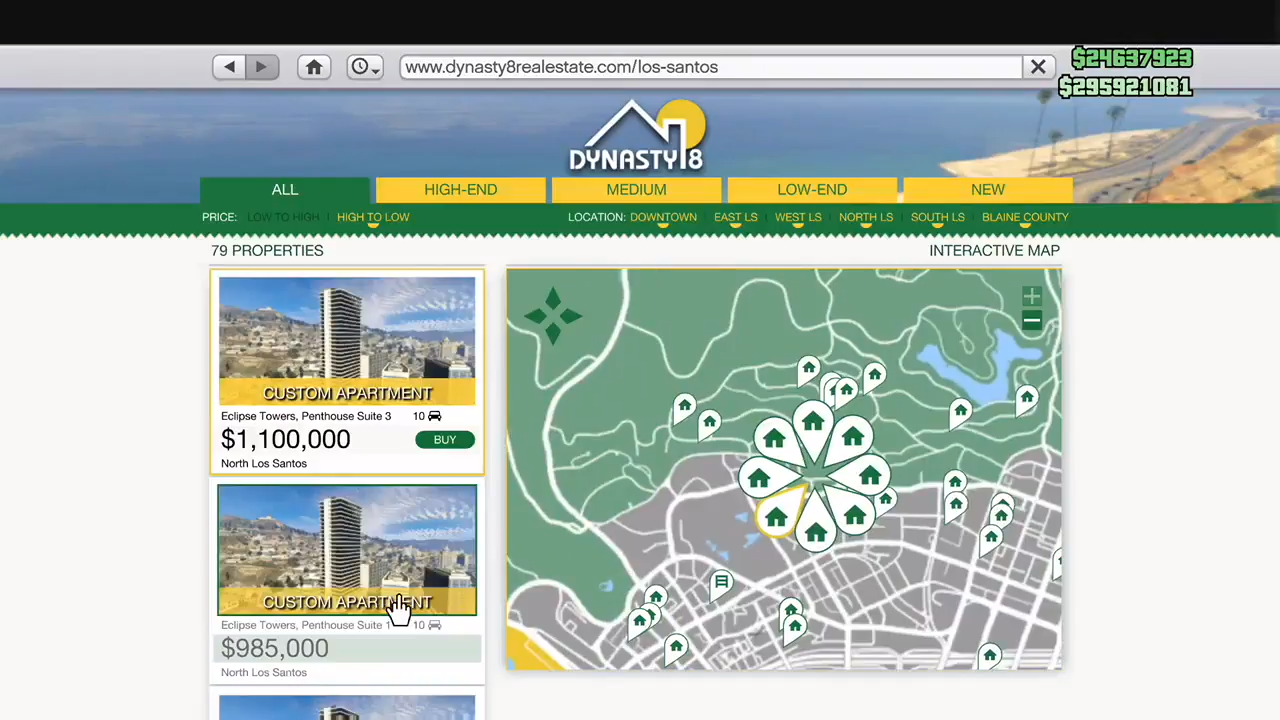 www.dynasty8realestate.com/los-santos
$24637923
$295921081
DYNASTY8
ALL HIGH-END MEDIUM LOW-END NEW
PRICE: LOW TO HIGH HIGH TO LOW LOCATION: DOWNTOWN EAST LS WEST LS NORTH LS SOUTH LS BLAINE COUNTY
79 PROPERTIES INTERACTIVE MAP
CUSTOM APARTMENT
Eclipse Towers, Penthouse Suite 3 10
$1,100,000 BUY
North Los Santos
CUSTOM APARTMENT
Eclipse Towers, Penthouse Suite 1 10
$985,000
North Los Santos